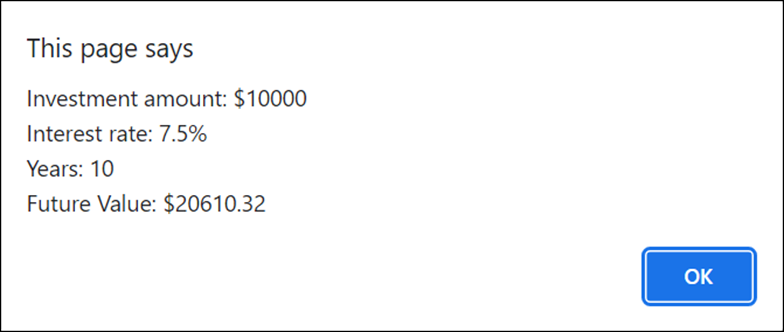 This page says
Investment amount: $10000
Interest rate: 7.5%
Years: 10
Future Value: $20610.32
OK